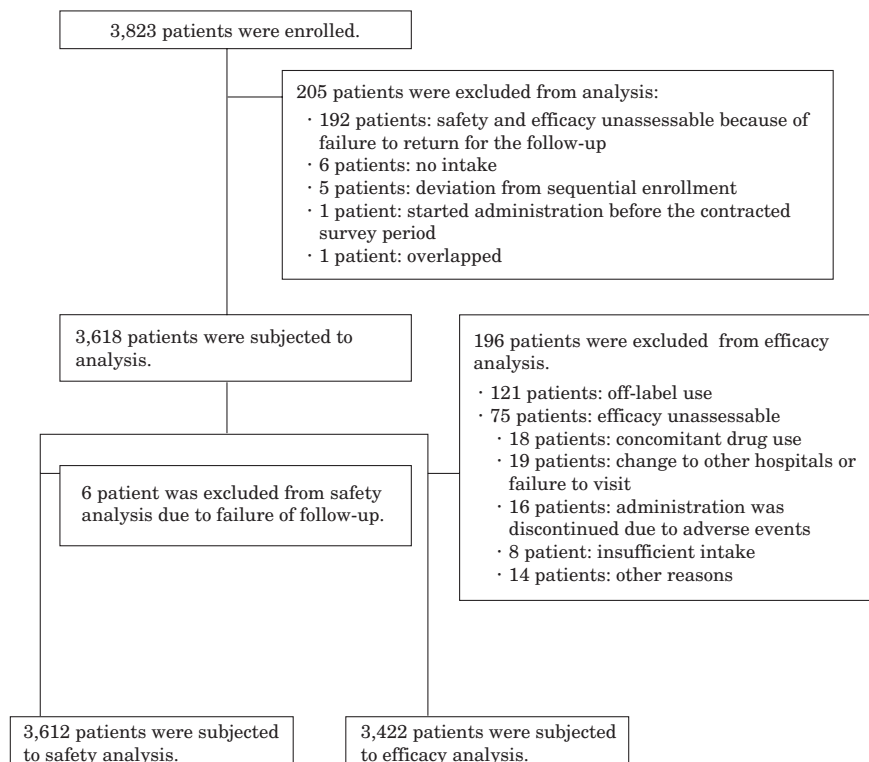 3,823 patients were enrolled.
205 patients were excluded from analysis:
· 192 patients: safety and efficacy unassessable because of
failure to return for the follow-up
· 6 patients: no intake
· 5 patients: deviation from sequential enrollment
· 1 patient: started administration before the contracted
survey period
· 1 patient: overlapped
3,618 patients were subjected to
analysis.
196 patients were excluded from efficacy
analysis.
· 121 patients: off-label use
· 75 patients: efficacy unassessable
· 18 patients: concomitant drug use
· 19 patients: change to other hospitals or
failure to visit
· 16 patients: administration was
discontinued due to adverse events
· 8 patient: insufficient intake
· 14 patients: other reasons
6 patient was excluded from safety
analysis due to failure of follow-up.
3,612 patients were subjected
to safety analysis.
3,422 patients were subjected
to efficacy analysis.